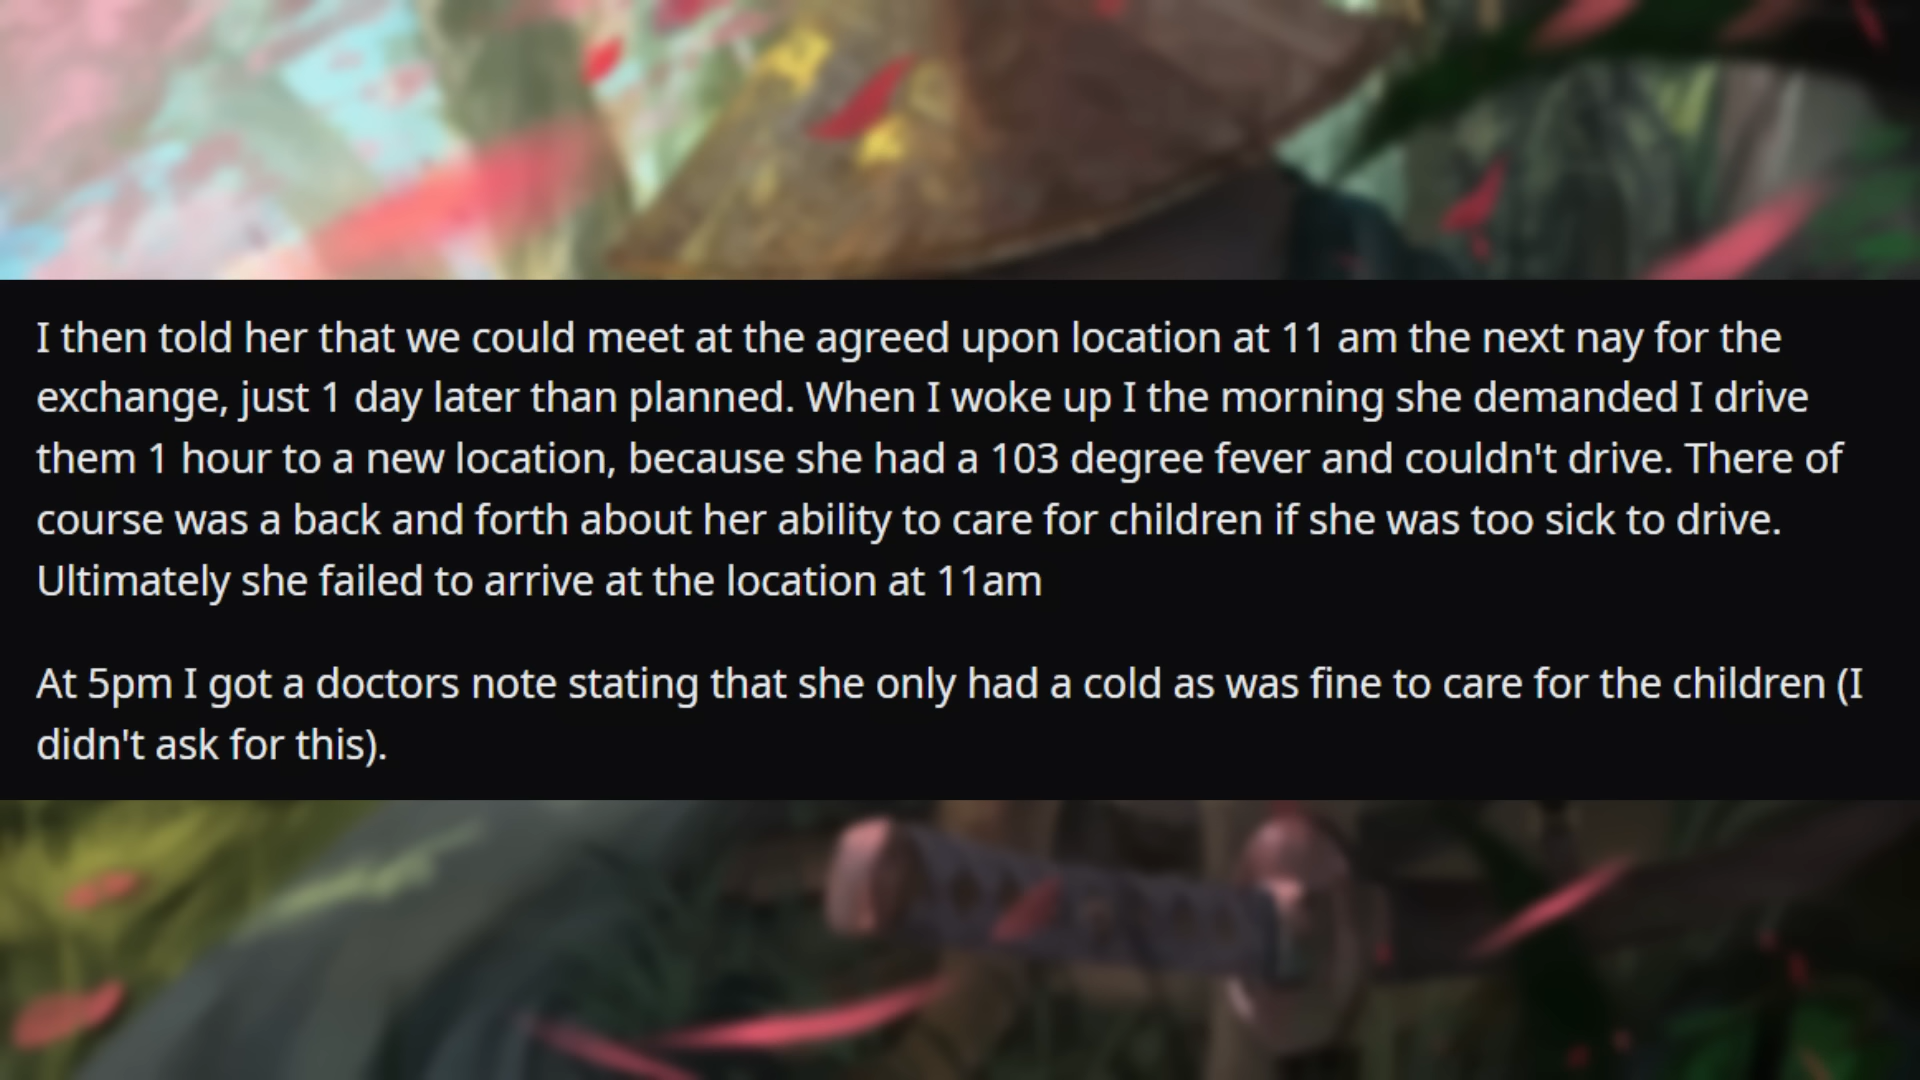 I then told her that we could meet at the agreed upon location at 11 am the next nay for the
exchange, just 1 day later than planned. When I woke up I the morning she demanded I drive
them 1 hour to a new location, because she had a 103 degree fever and couldn't drive. There of
course was a back and forth about her ability to care for children if she was too sick to drive.
Ultimately she failed to arrive at the location at 11am
At 5pm I got a doctors note stating that she only had a cold as was fine to care for the children (I
didn't ask for this).